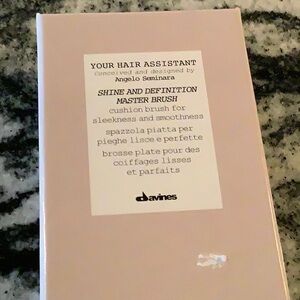 YOUR HAIR ASSISTANT
conceived and designed by
Angelo Seminara
SHINE AND DEFINITION
MASTER BRUSH
cushion brush for
sleekness and smoothness
spazzola piatta per
pieghe lisce e perfette
brosse plate pour des
coiffages lisses
et parfaits
davines